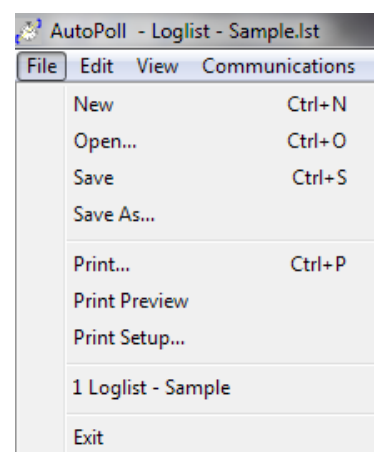 AutoPoll - Loglist - Sample.lst
File Edit View Communications
New Ctrl+N
Open... Ctrl+O
Save Ctrl+S
Save As...
Print... Ctrl+P
Print Preview
Print Setup...
1 Loglist - Sample
Exit